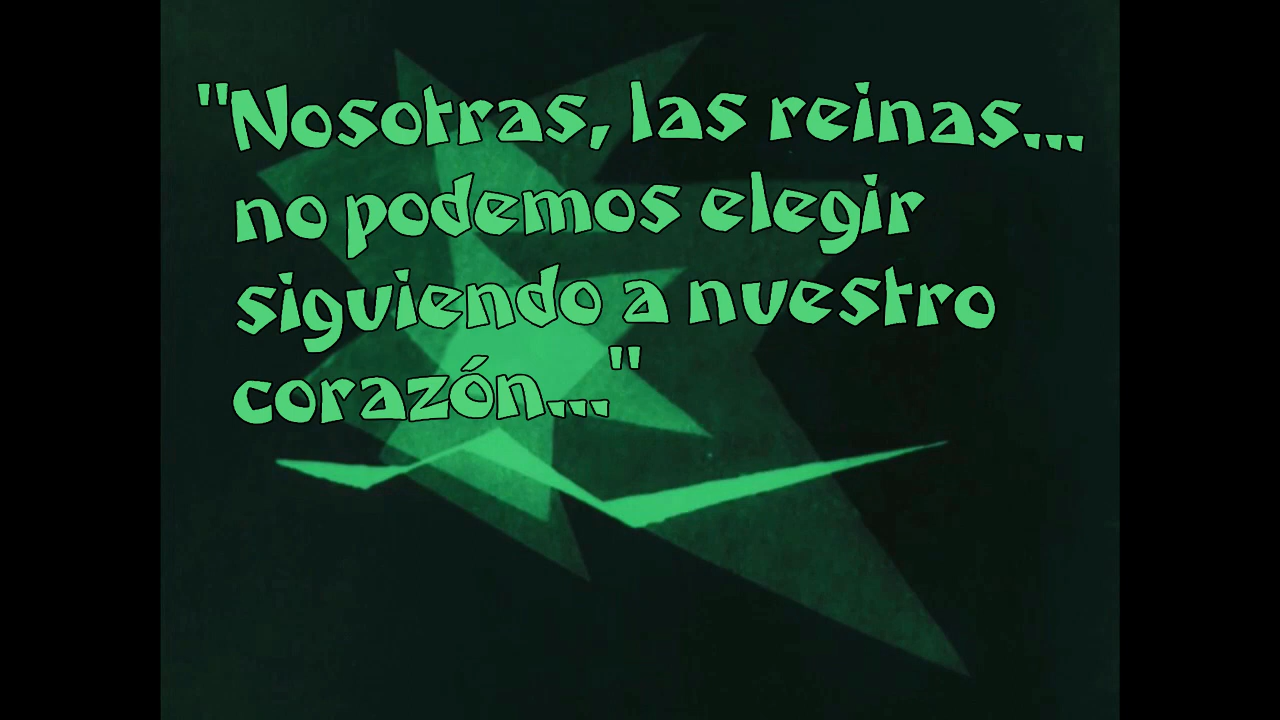 "Nosotras, las reinas...
no podemos elegir
siguiendo a nuestro
corazón..."